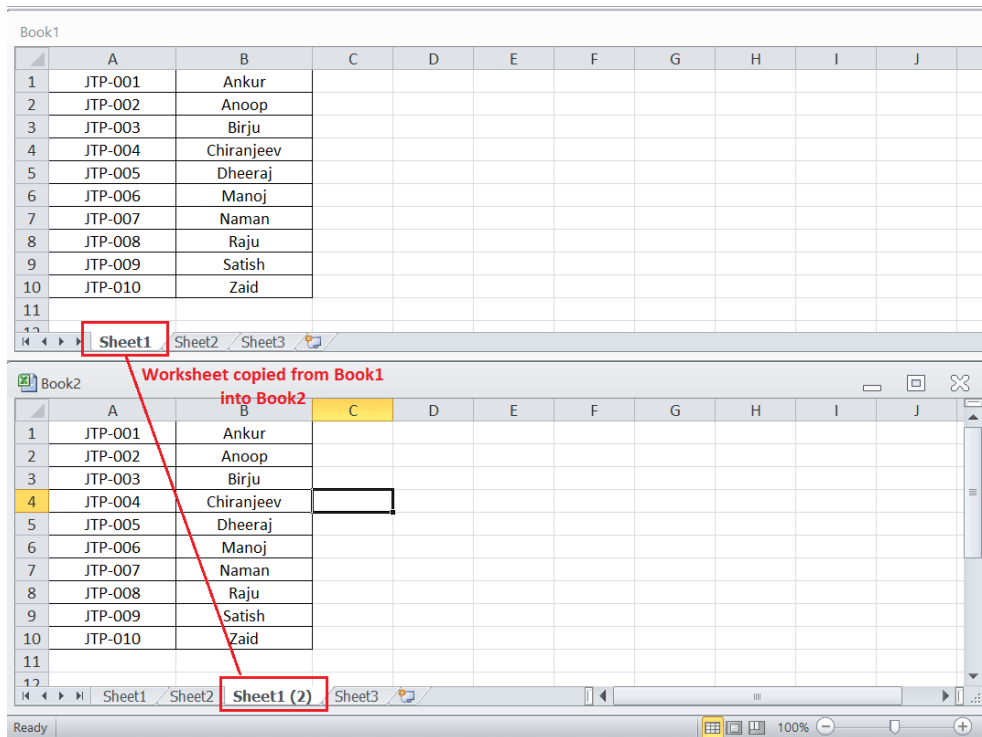 Book1
A B C D E F G H I J
1 JTP-001 Ankur
2 JTP-002 Anoop
3 JTP-003 Birju
4 JTP-004 Chiranjeev
5 JTP-005 Dheeraj
6 JTP-006 Manoj
7 JTP-007 Naman
8 JTP-008 Raju
9 JTP-009 Satish
10 JTP-010 Zaid
11
12
Sheet1 Sheet2 Sheet3
Worksheet copied from Book1
into Book2
Book2
A B C D E F G H I J
1 JTP-001 Ankur
2 JTP-002 Anoop
3 JTP-003 Birju
4 JTP-004 Chiranjeev
5 JTP-005 Dheeraj
6 JTP-006 Manoj
7 JTP-007 Naman
8 JTP-008 Raju
9 JTP-009 Satish
10 JTP-010 Zaid
11
12
Sheet1 Sheet2 Sheet1 (2) Sheet3
Ready 100%